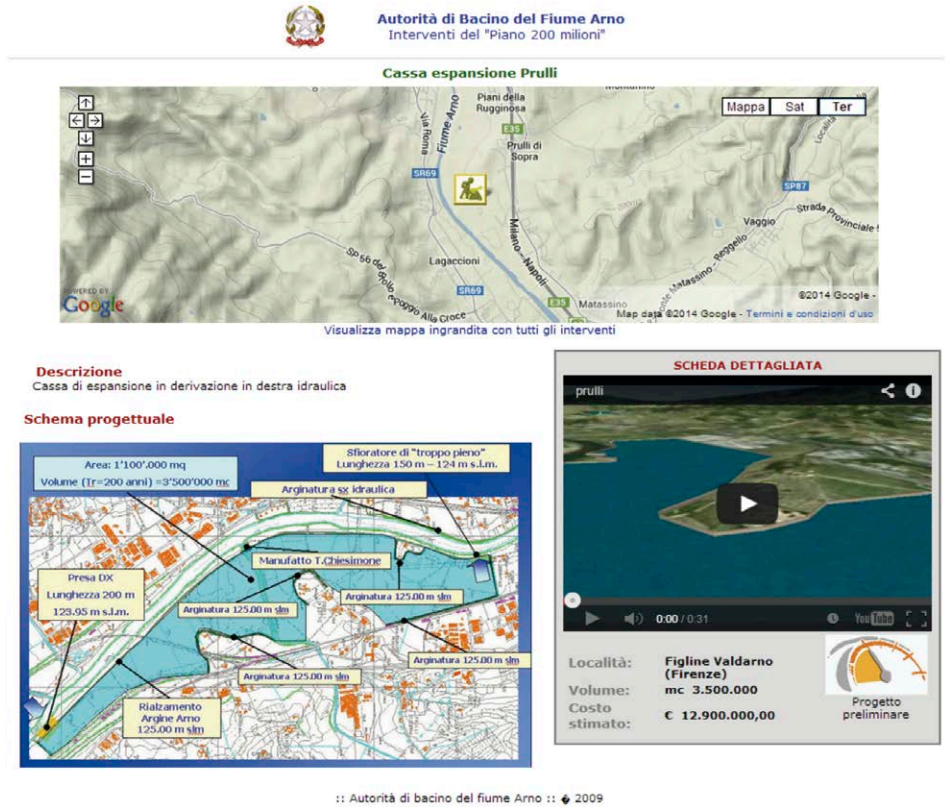 Autorità di Bacino del Fiume Arno
Interventi del "Piano 200 milioni"
Cassa espansione Prulli
Piani della
Rugginosa
Fiume Arno
Via Roma
E35
Prulli di
Sopra
SR69
Mappa
Sat
Ter
Località
SP87
Strada Provinciale
Vaggio
Milano - Napoli
Lagaccioni
SR69
E35
Matassino
Matassino - Reggello
Poggio Alla Croce
POWERED BY
Google
©2014 Google -
Map data ©2014 Google - Termini e condizioni d'uso
Visualizza mappa ingrandita con tutti gli interventi
Descrizione
Cassa di espansione in derivazione in destra idraulica
Schema progettuale
Area: 1'100'.000 mq
Volume (Tr=200 anni) =3'500'000 mc
Sfioratore di "troppo pieno"
Lunghezza 150 m – 124 m s.l.m.
Arginatura sx idraulica
Manufatto T.Chiesimone
Presa DX
Lunghezza 200 m
123.95 m s.l.m.
Arginatura 125.00 m slm
Arginatura 125.00 m slm
Arginatura 125.00 m slm
Arginatura 125.00 m slm
Rialzamento
Argine Arno
125.00 m slm
SCHEDA DETTAGLIATA
prulli
0:00 / 0:31
YouTube
Località:
Figline Valdarno
(Firenze)
Volume:
mc 3.500.000
Costo
stimato:
€ 12.900.000,00
Progetto
preliminare
:: Autorità di bacino del fiume Arno :: � 2009